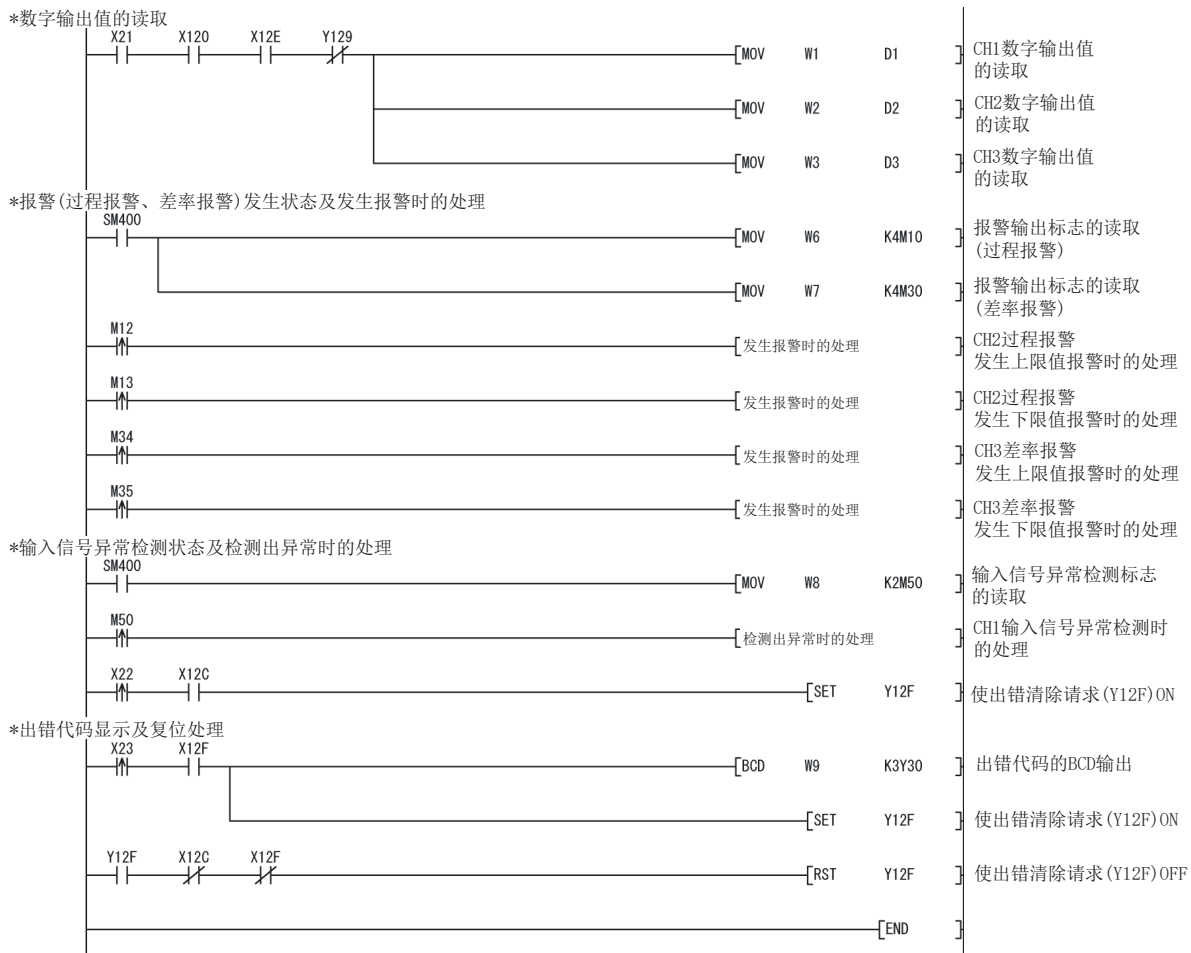 *数字输出值的读取
X21 X120 X12E Y129
MOV W1 D1 CH1数字输出值
的读取
MOV W2 D2 CH2数字输出值
的读取
MOV W3 D3 CH3数字输出值
的读取
*报警(过程报警、差率报警)发生状态及发生报警时的处理
SM400
MOV W6 K4M10 报警输出标志的读取
(过程报警)
MOV W7 K4M30 报警输出标志的读取
(差率报警)
M12
发生报警时的处理 CH2过程报警
发生上限值报警时的处理
M13
发生报警时的处理 CH2过程报警
发生下限值报警时的处理
M34
发生报警时的处理 CH3差率报警
发生上限值报警时的处理
M35
发生报警时的处理 CH3差率报警
发生下限值报警时的处理
*输入信号异常检测状态及检测出异常时的处理
SM400
MOV W8 K2M50 输入信号异常检测标志
的读取
M50
检测出异常时的处理 CH1输入信号异常检测时
的处理
X22 X12C
SET Y12F 使出错清除请求(Y12F)ON
*出错代码显示及复位处理
X23 X12F
BCD W9 K3Y30 出错代码的BCD输出
SET Y12F 使出错清除请求(Y12F)ON
Y12F X12C X12F
RST Y12F 使出错清除请求(Y12F)OFF
END